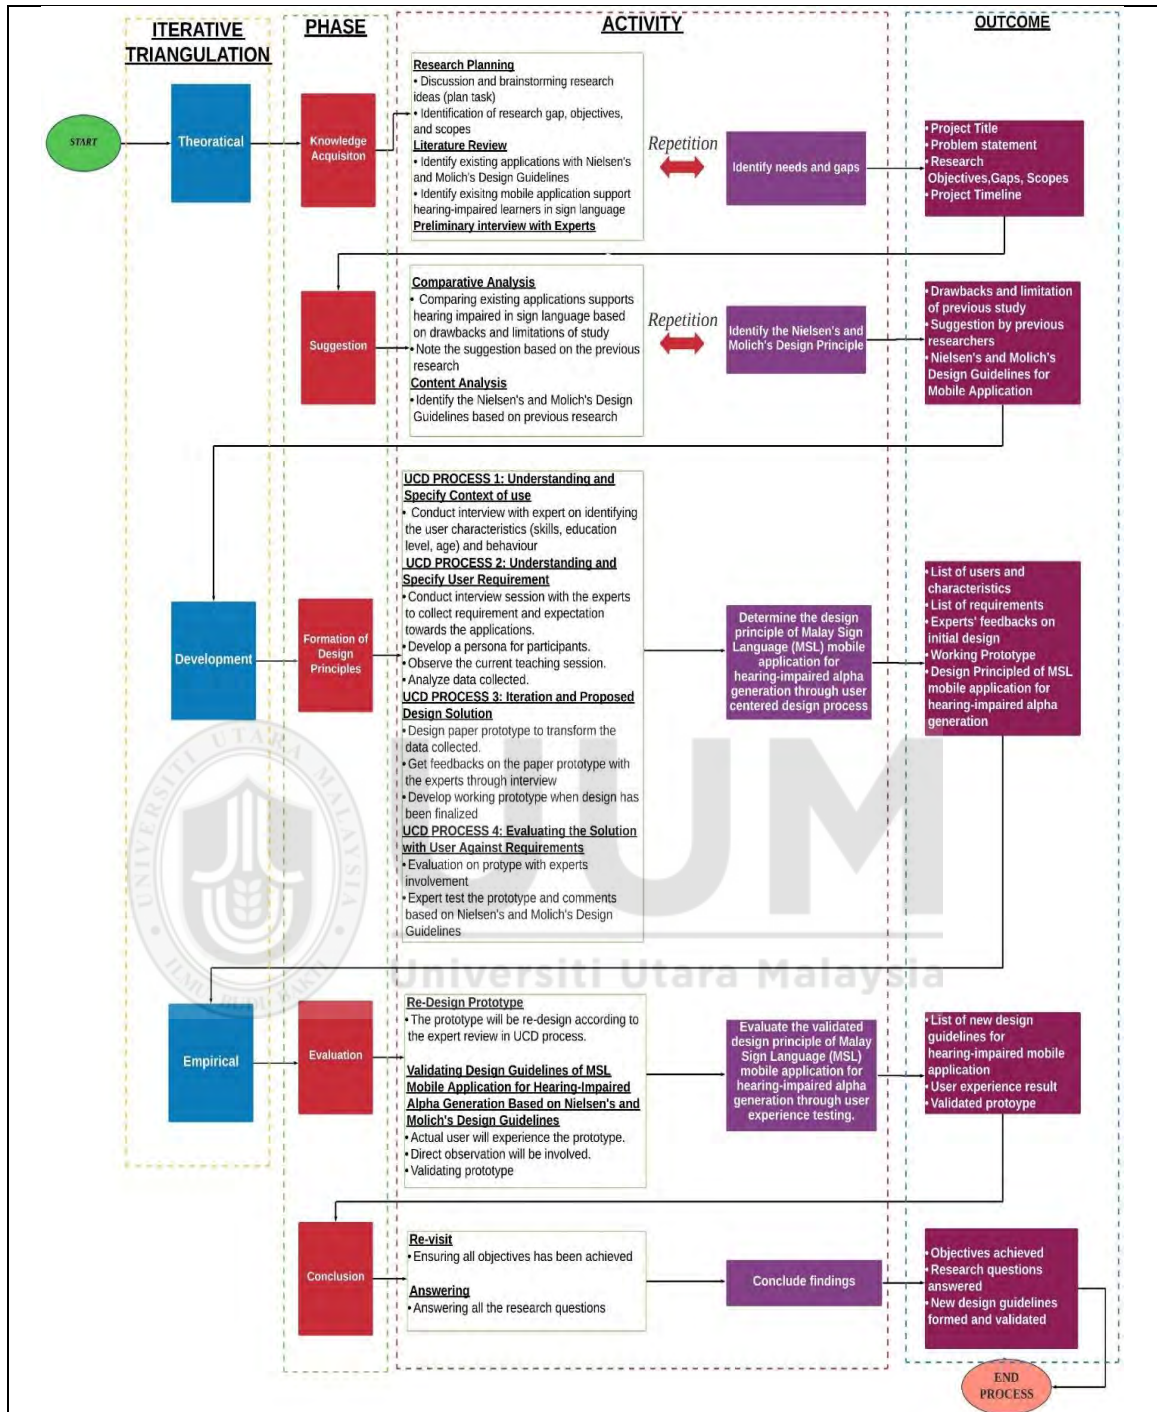 ITERATIVE
TRIANGULATION
PHASE
ACTIVITY
OUTCOME
START
Theoratical
Knowledge
Acquisiton
Research Planning
• Discussion and brainstorming research
ideas (plan task)
• Identification of research gap, objectives,
and scopes
Literature Review
• Identify existing applications with Nielsen's
and Molich's Design Guidelines
• Identify exisitng mobile application support
hearing-impaired learners in sign language
Preliminary interview with Experts
Repetition
Identify needs and gaps
• Project Title
• Problem statement
• Research
Objectives,Gaps, Scopes
• Project Timeline
Suggestion
Comparative Analysis
• Comparing existing applications supports
hearing impaired in sign language based
on drawbacks and limitations of study
• Note the suggestion based on the previous
research
Content Analysis
• Identify the Nielsen's and Molich's Design
Guidelines based on previous research
Repetition
Identify the Nielsen's and
Molich's Design Principle
• Drawbacks and limitation
of previous study
• Suggestion by previous
researchers
• Nielsen's and Molich's
Design Guidelines for
Mobile Application
Development
Formation of
Design
Principles
UCD PROCESS 1: Understanding and
Specify Context of use
• Conduct interview with expert on identifying
the user characteristics (skills, education
level, age) and behaviour
UCD PROCESS 2: Understanding and
Specify User Requirement
• Conduct interview session with the experts
to collect requirement and expectation
towards the applications.
• Develop a persona for participants.
• Observe the current teaching session.
• Analyze data collected.
UCD PROCESS 3: Iteration and Proposed
Design Solution
• Design paper prototype to transform the
data collected.
• Get feedbacks on the paper prototype with
the experts through interview
• Develop working prototype when design has
been finalized
UCD PROCESS 4: Evaluating the Solution
with User Against Requirements
• Evaluation on protype with experts
involvement
• Expert test the prototype and comments
based on Nielsen's and Molich's Design
Guidelines
Determine the design
principle of Malay Sign
Language (MSL) mobile
application for
hearing-impaired alpha
generation through user
centered design process
• List of users and
characteristics
• List of requirements
• Experts' feedbacks on
initial design
• Working Prototype
• Design Principled of MSL
mobile application for
hearing-impaired alpha
generation
UNIVERSITI UTARA MALAYSIA
ILMU BUDI BAKTI
UUM
Universiti Utara Malaysia
Empirical
Evaluation
Re-Design Prototype
• The prototype will be re-design according to
the expert review in UCD process.
Validating Design Guidelines of MSL
Mobile Application for Hearing-Impaired
Alpha Generation Based on Nielsen's and
Molich's Design Guidelines
• Actual user will experience the prototype.
• Direct observation will be involved.
• Validating prototype
Evaluate the validated
design principle of Malay
Sign Language (MSL)
mobile application for
hearing-impaired alpha
generation through user
experience testing.
• List of new design
guidelines for
hearing-impaired mobile
application
• User experience result
• Validated protoype
Conclusion
Re-visit
• Ensuring all objectives has been achieved
Answering
• Answering all the research questions
Conclude findings
• Objectives achieved
• Research questions
answered
• New design guidelines
formed and validated
END
PROCESS